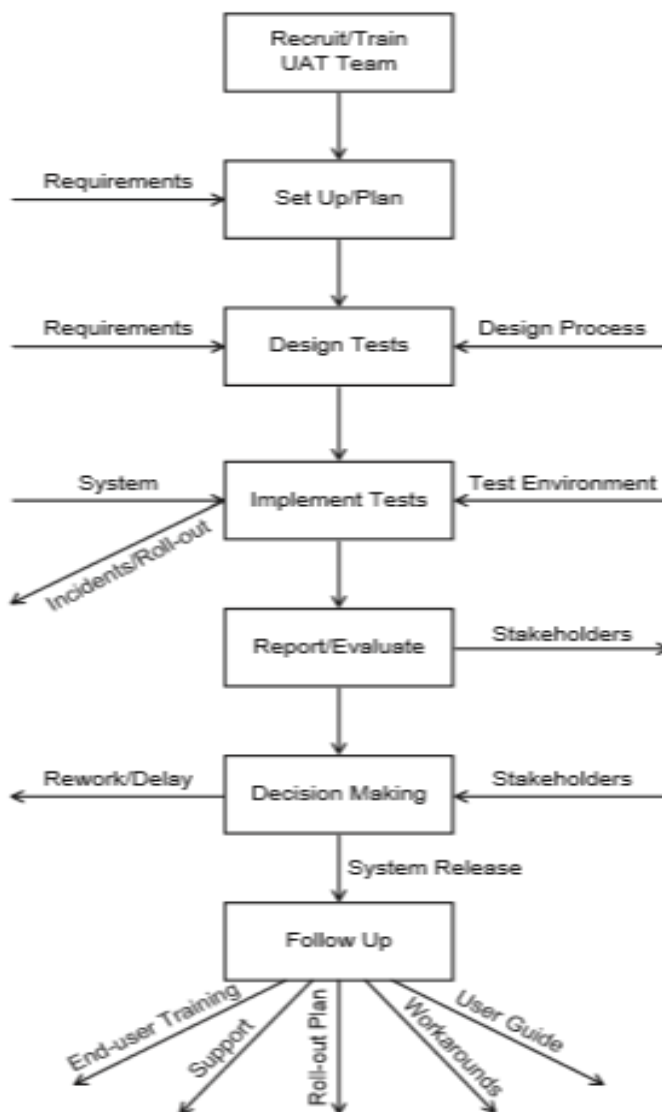 Recruit/Train
UAT Team
Requirements
Set Up/Plan
Requirements
Design Tests
Design Process
System
Implement Tests
Test Environment
Incidents/Roll-out
Report/Evaluate
Stakeholders
Rework/Delay
Decision Making
Stakeholders
System Release
Follow Up
End-user Training
Support
Roll-out Plan
Workarounds
User Guide